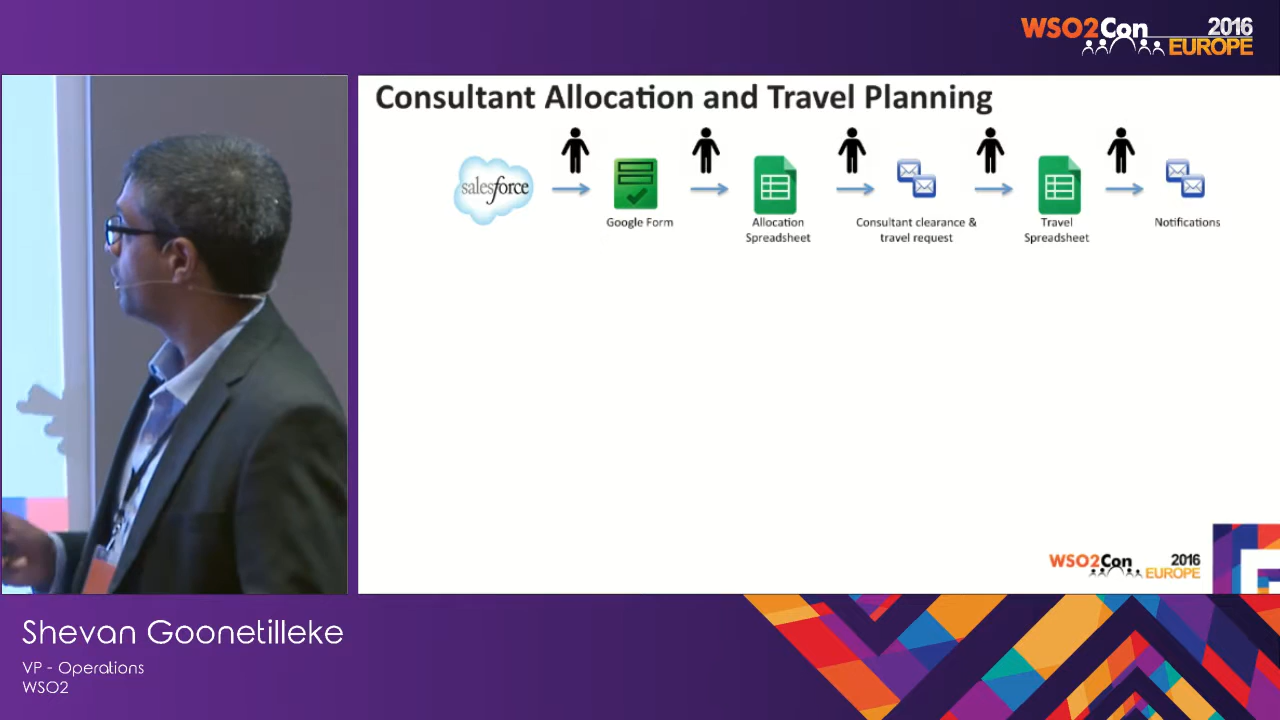 WSO2Con 2016
EUROPE
Consultant Allocation and Travel Planning
salesforce
Google Form
Allocation
Spreadsheet
Consultant clearance &
travel request
Travel
Spreadsheet
Notifications
WSO2Con 2016
EUROPE
Shevan Goonetilleke
VP - Operations
WSO2